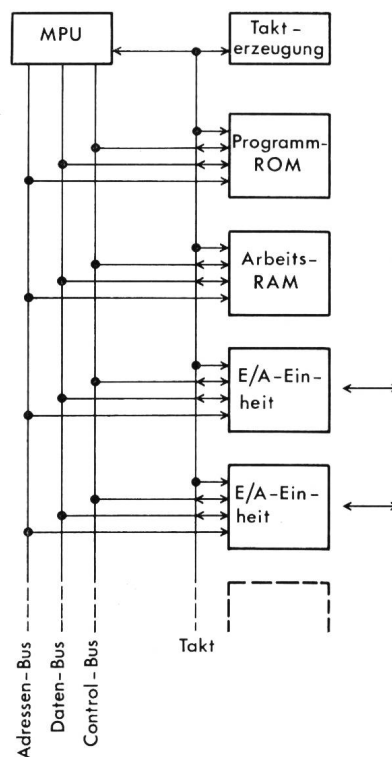 MPU
Takt-
erzeugung
Programm-
ROM
Arbeits-
RAM
E/A-Ein-
heit
E/A-Ein-
heit
Takt
Adressen-Bus
Daten-Bus
Control-Bus